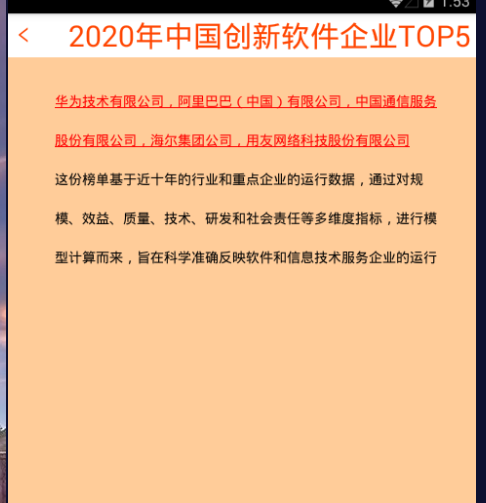 1:53
<  2020年中国创新软件企业TOP5
华为技术有限公司，阿里巴巴（中国）有限公司，中国通信服务
股份有限公司，海尔集团公司，用友网络科技股份有限公司
这份榜单基于近十年的行业和重点企业的运行数据，通过对规
模、效益、质量、技术、研发和社会责任等多维度指标，进行模
型计算而来，旨在科学准确反映软件和信息技术服务企业的运行